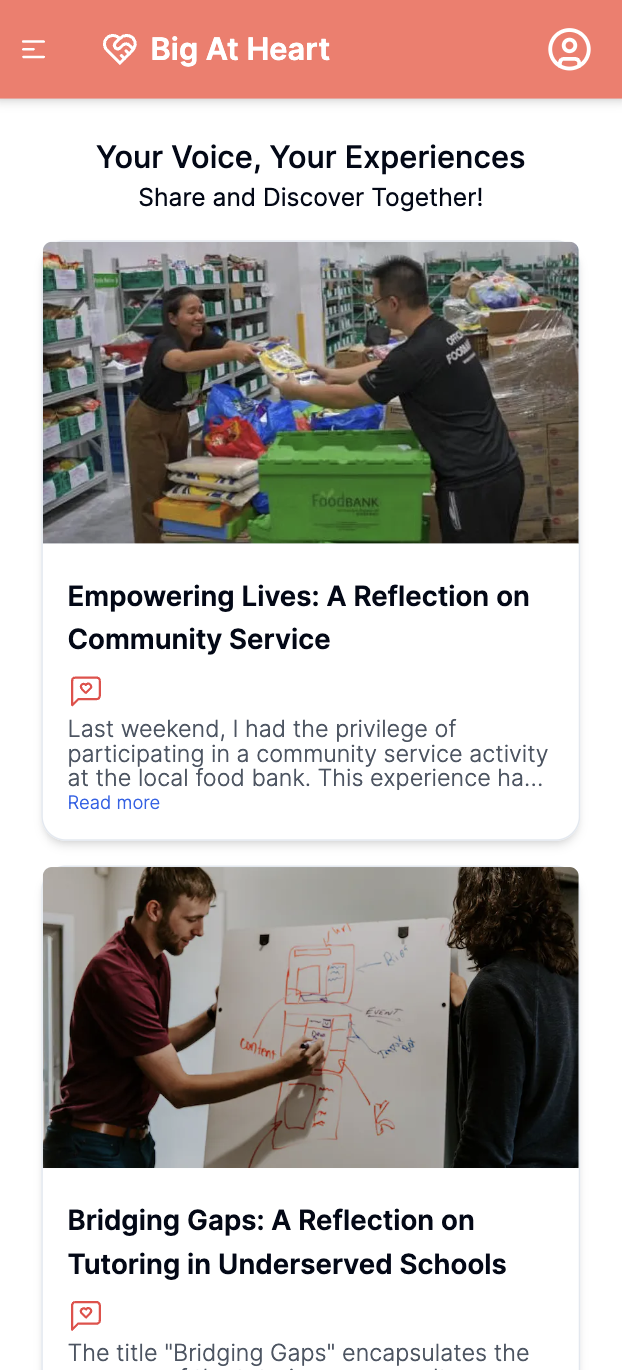 Big At Heart
Your Voice, Your Experiences
Share and Discover Together!
FOODBANK
FoodBANK
Empowering Lives: A Reflection on
Community Service
Last weekend, I had the privilege of
participating in a community service activity
at the local food bank. This experience ha...
Read more
content
EVENT
Bridging Gaps: A Reflection on
Tutoring in Underserved Schools
The title "Bridging Gaps" encapsulates the